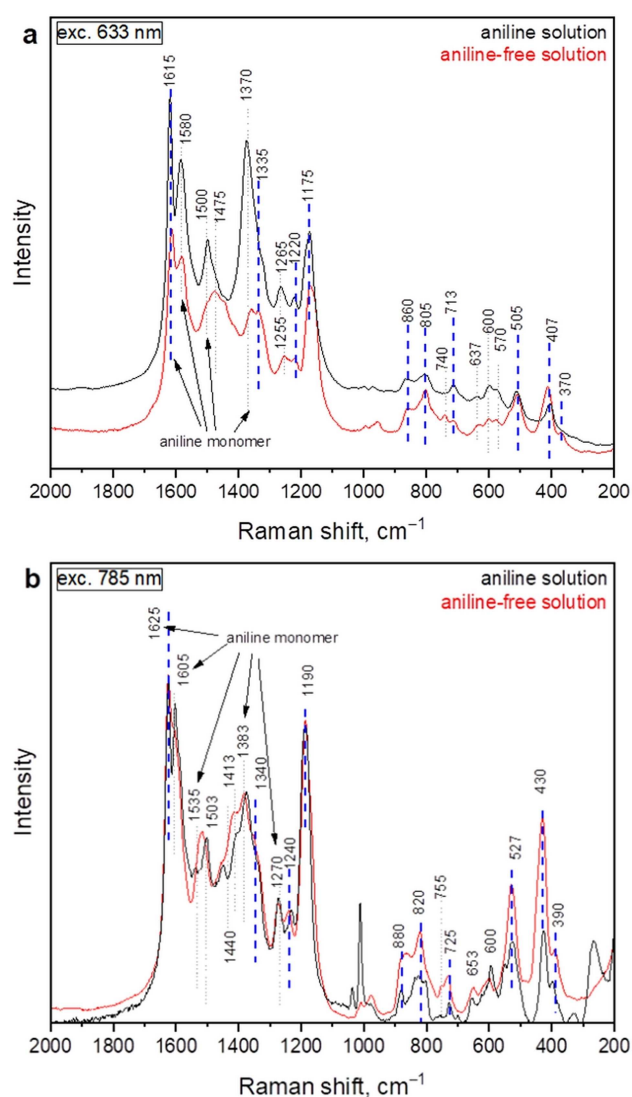 a
exc. 633 nm
aniline solution
aniline-free solution
1615
1580
1500
1475
1370
1335
1265
1255
1220
1175
860
805
740
713
637
600
570
505
407
370
aniline monomer
Intensity
2000 1800 1600 1400 1200 1000 800 600 400 200
Raman shift, cm⁻¹
b
exc. 785 nm
aniline solution
aniline-free solution
1625
1605
aniline monomer
1535
1503
1440
1413
1383
1340
1270
1240
1190
880
820
755
725
653
600
527
430
390
Intensity
2000 1800 1600 1400 1200 1000 800 600 400 200
Raman shift, cm⁻¹